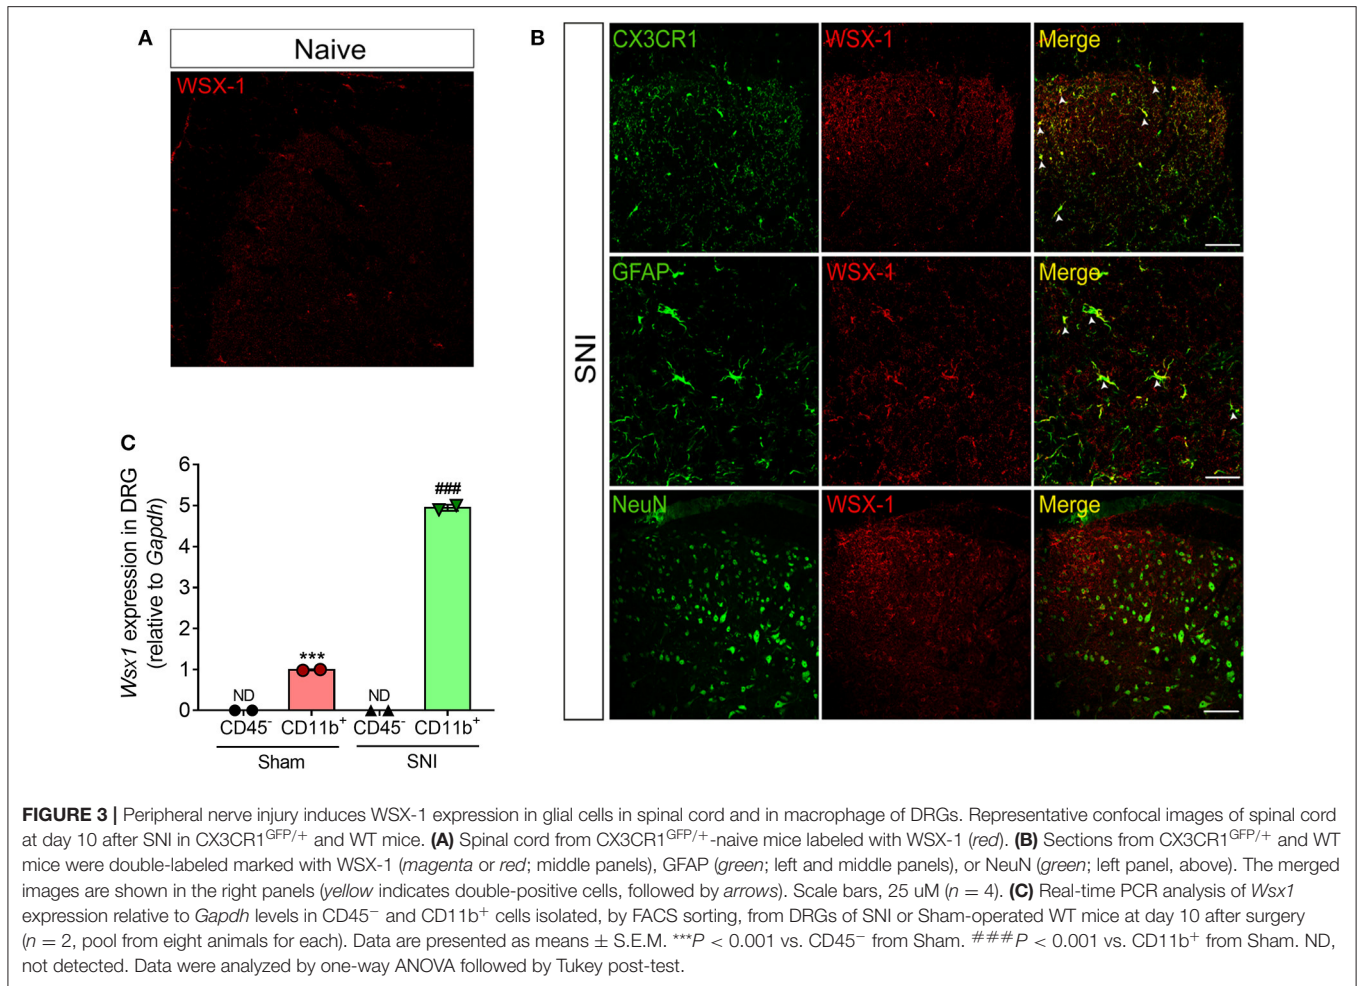 A
Naive
WSX-1
B
SNI
CX3CR1
WSX-1
Merge
GFAP
WSX-1
Merge
NeuN
WSX-1
Merge
C
Wsx1 expression in DRG
(relative to Gapdh)
6
5
4
3
2
1
0
ND
***
ND
###
CD45⁻ CD11b⁺ CD45⁻ CD11b⁺
Sham SNI
FIGURE 3 | Peripheral nerve injury induces WSX-1 expression in glial cells in spinal cord and in macrophage of DRGs. Representative confocal images of spinal cord
at day 10 after SNI in CX3CR1^GFP/+ and WT mice. (A) Spinal cord from CX3CR1^GFP/+-naive mice labeled with WSX-1 (red). (B) Sections from CX3CR1^GFP/+ and WT
mice were double-labeled marked with WSX-1 (magenta or red; middle panels), GFAP (green; left and middle panels), or NeuN (green; left panel, above). The merged
images are shown in the right panels (yellow indicates double-positive cells, followed by arrows). Scale bars, 25 uM (n = 4). (C) Real-time PCR analysis of Wsx1
expression relative to Gapdh levels in CD45⁻ and CD11b⁺ cells isolated, by FACS sorting, from DRGs of SNI or Sham-operated WT mice at day 10 after surgery
(n = 2, pool from eight animals for each). Data are presented as means ± S.E.M. ***P < 0.001 vs. CD45⁻ from Sham. ###P < 0.001 vs. CD11b⁺ from Sham. ND,
not detected. Data were analyzed by one-way ANOVA followed by Tukey post-test.